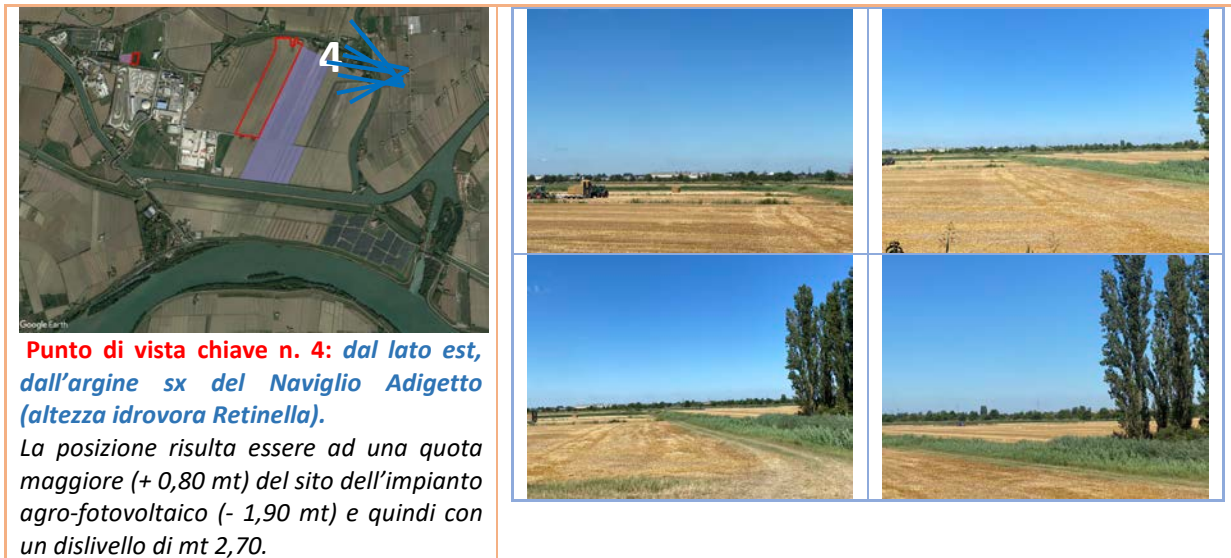 4
Google Earth
Punto di vista chiave n. 4: dal lato est,
dall’argine sx del Naviglio Adigetto
(altezza idrovora Retinella).
La posizione risulta essere ad una quota
maggiore (+ 0,80 mt) del sito dell’impianto
agro-fotovoltaico (- 1,90 mt) e quindi con
un dislivello di mt 2,70.